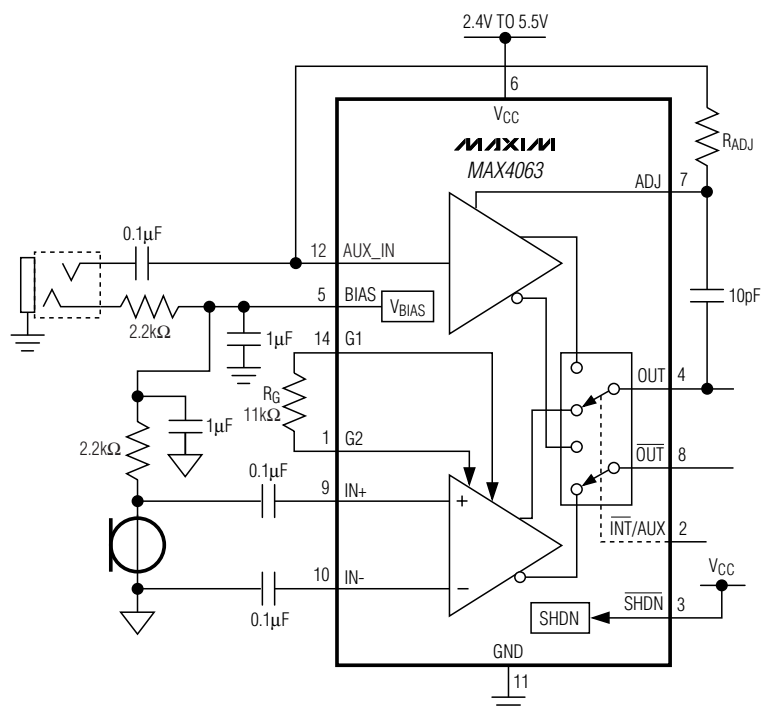 2.4V TO 5.5V
6
VCC
MAXIM
MAX4063
RADJ
ADJ
7
0.1µF
12
AUX_IN
5
BIAS
VBIAS
10pF
2.2kΩ
1µF
14
G1
OUT
4
RG
11kΩ
1µF
2.2kΩ
1
G2
OUT
8
0.1µF
9
IN+
+
INT/AUX
2
10
IN-
−
VCC
0.1µF
SHDN
SHDN
3
GND
11